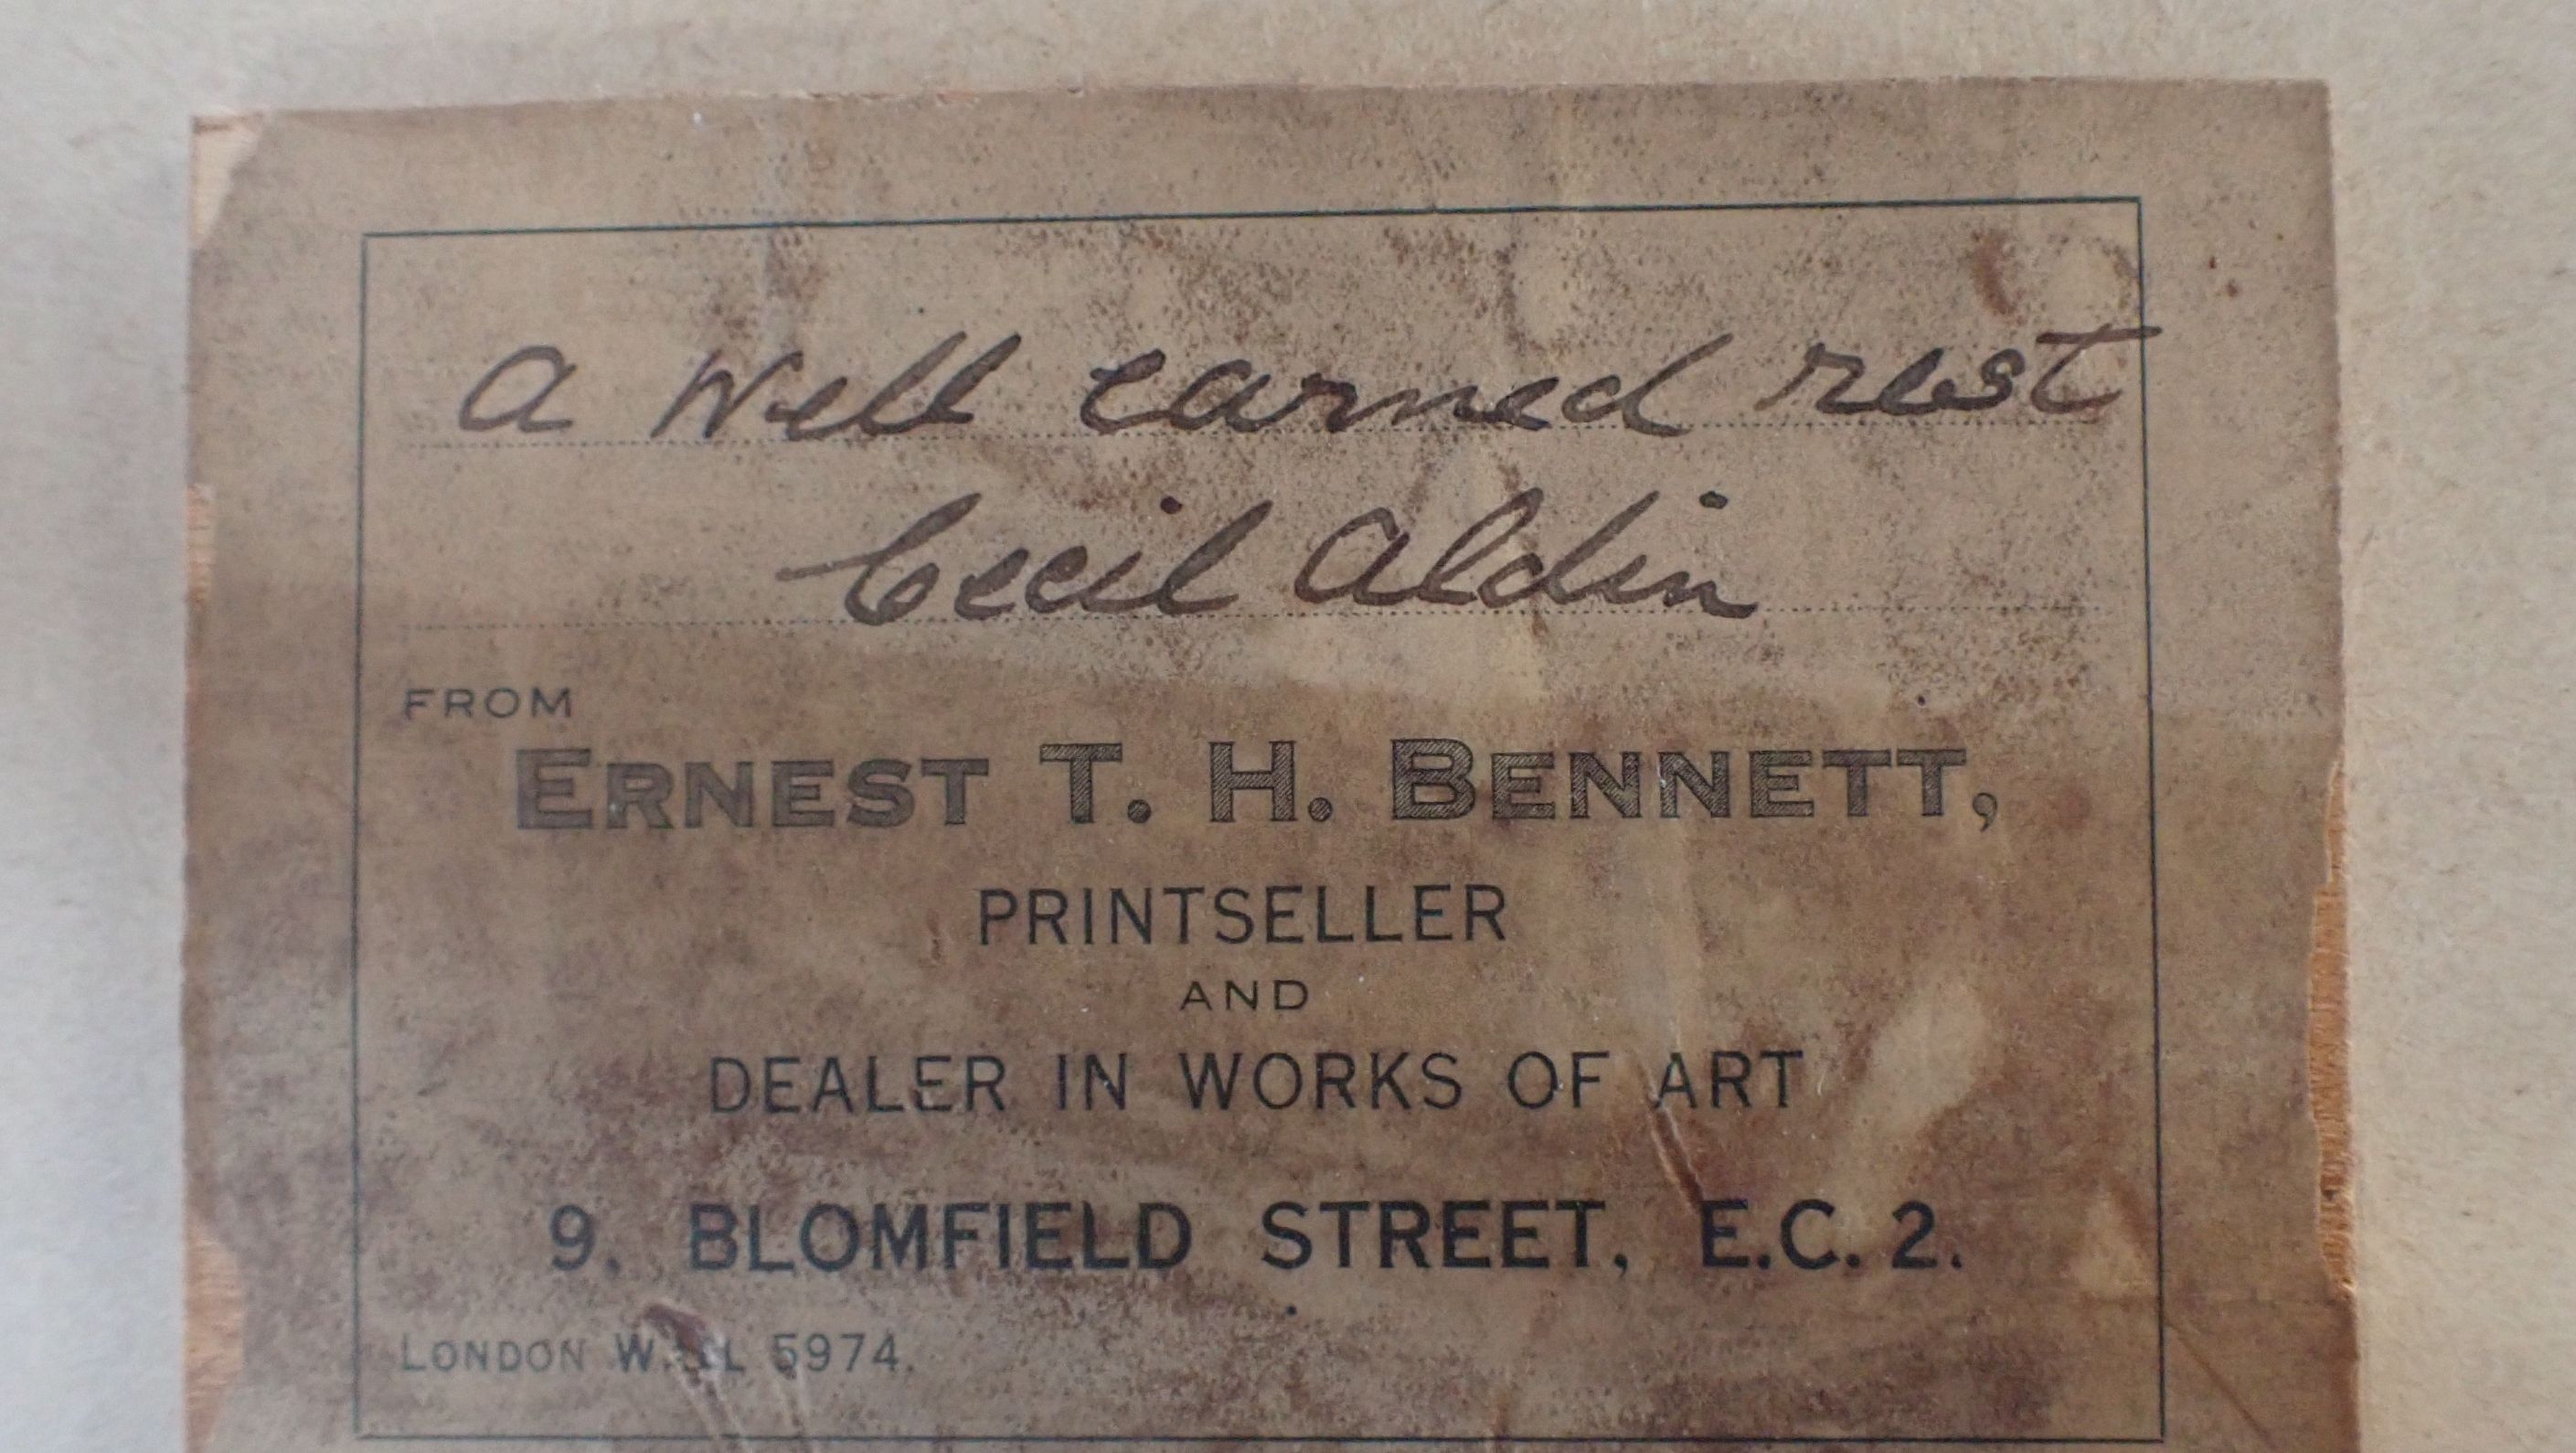 a well earned rest
Cecil Aldin
FROM
ERNEST T. H. BENNETT,
PRINTSELLER
AND
DEALER IN WORKS OF ART
9. BLOMFIELD STREET, E.C. 2.
LONDON WALL 5974.